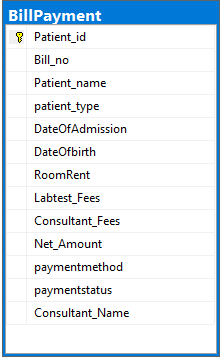 BillPayment
Patient_id
Bill_no
Patient_name
patient_type
DateOfAdmission
DateOfbirth
RoomRent
Labtest_Fees
Consultant_Fees
Net_Amount
paymentmethod
paymentstatus
Consultant_Name